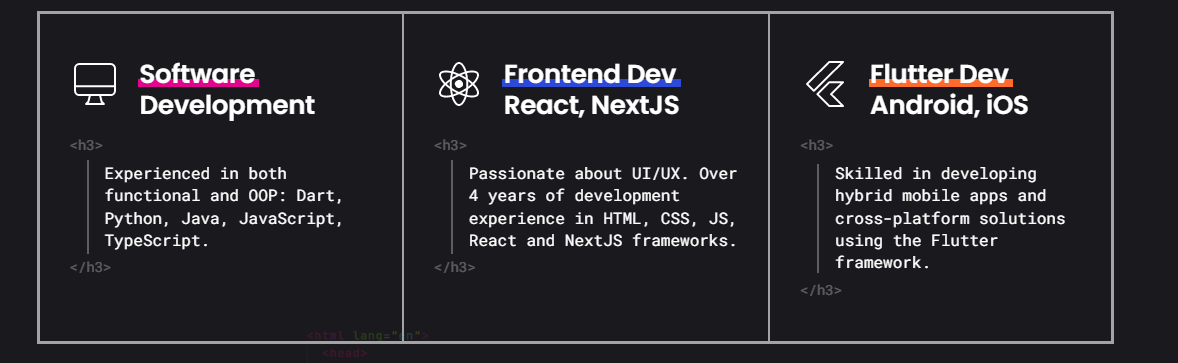 Software
Development
<h3>
Experienced in both
functional and OOP: Dart,
Python, Java, JavaScript,
TypeScript.
</h3>
Frontend Dev
React, NextJS
<h3>
Passionate about UI/UX. Over
4 years of development
experience in HTML, CSS, JS,
React and NextJS frameworks.
</h3>
Flutter Dev
Android, iOS
<h3>
Skilled in developing
hybrid mobile apps and
cross-platform solutions
using the Flutter
framework.
</h3>
<html lang="en">
<head>